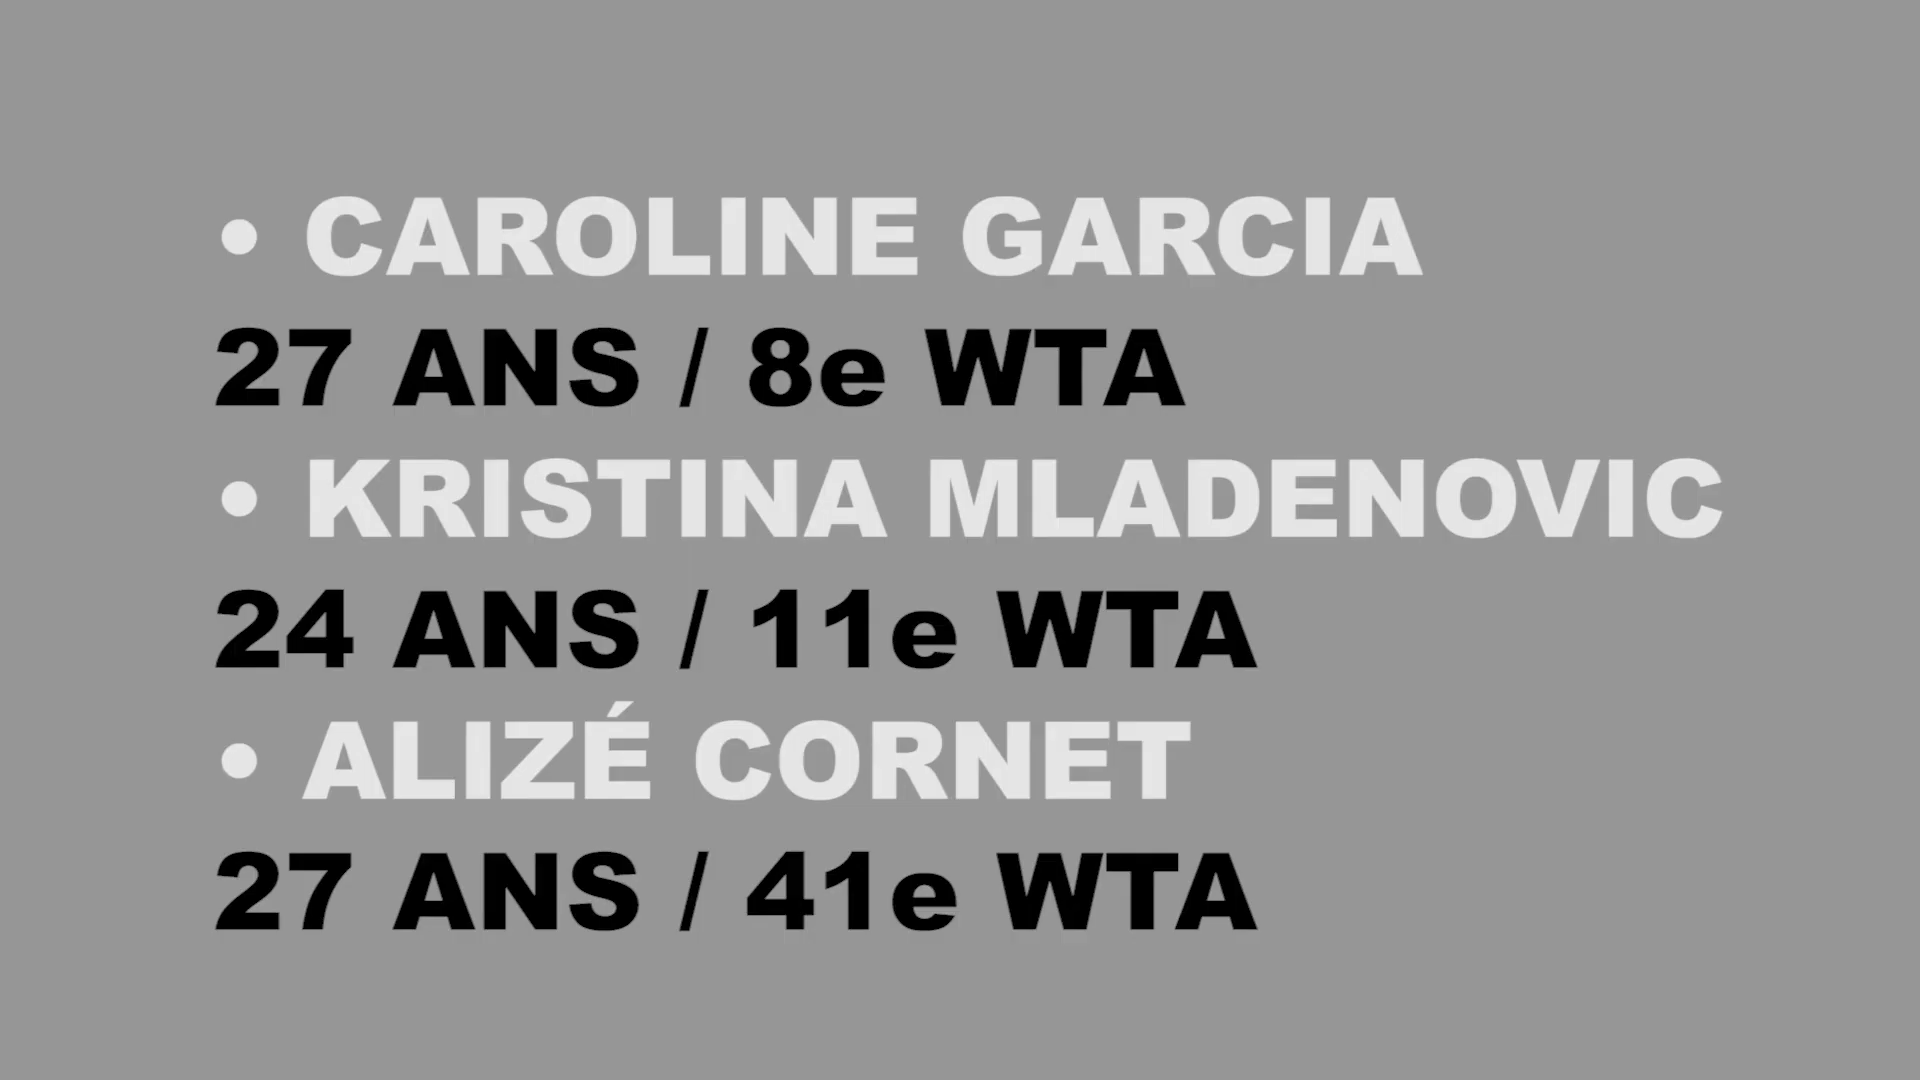 • CAROLINE GARCIA
27 ANS / 8e WTA
• KRISTINA MLADENOVIC
24 ANS / 11e WTA
• ALIZÉ CORNET
27 ANS / 41e WTA